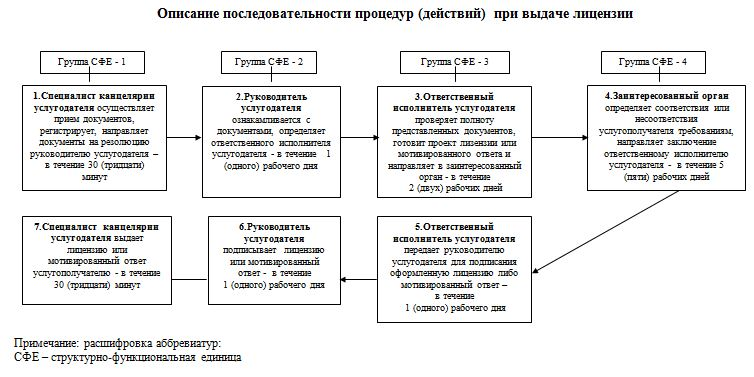 Описание последовательности процедур (действий) при выдаче лицензии
Группа СФЕ - 1
Группа СФЕ - 2
Группа СФЕ - 3
Группа СФЕ - 4
1.Специалист канцелярии
услугодателя осуществляет
прием документов,
регистрирует, направляет
документы на резолюцию
руководителю услугодателя –
в течение 30 (тридцати)
минут
2.Руководитель
услугодателя
ознакамливается с
документами, определяет
ответственного исполнителя
услугодателя - в течение 1
(одного) рабочего дня
3.Ответственный
исполнитель услугодателя
проверяет полноту
представленных документов,
готовит проект лизензии или
мотивированного ответа и
направляет в заинтересованный
орган - в течение
2 (двух) рабочих дней
4.Заинтересованный орган
определяет соответствия или
несоответствия
услугополучателя требованиям,
направляет заключение
ответственному исполнителю
услугодателя - в течение 5
(пяти) рабочих дней
7.Специалист канцелярии
услугодателя выдает
лицензию или
мотивированный ответ
услугополучателю - в течение
30 (тридцати) минут
6.Руководитель
услугодателя
подписывает лицензию
или мотивированный
ответ - в течение
1 (одного) рабочего дня
5.Ответственный
исполнитель услугодателя
передает руководителю
услугодателя для подписания
оформленную лицензию либо
мотивированный ответ –
в течение
1 (одного) рабочего дня
Примечание: расшифровка аббревиатур:
СФЕ – структурно-функциональная единица